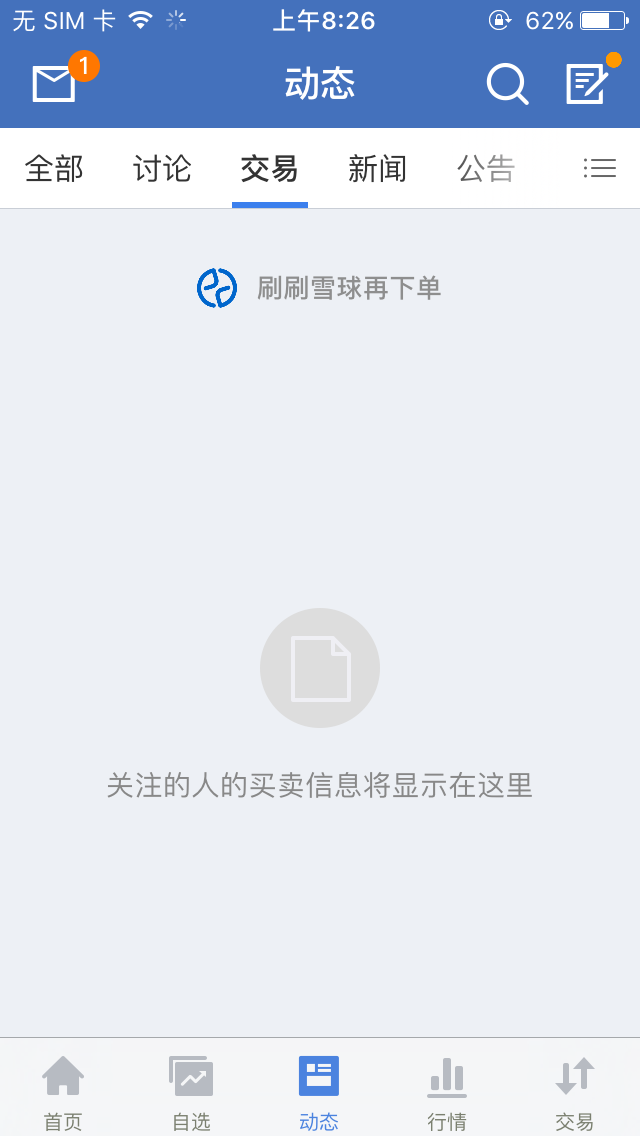 无 SIM 卡 上午8:26 62%
1 动态
全部 讨论 交易 新闻 公告
刷刷雪球再下单
关注的人的买卖信息将显示在这里
首页 自选 动态 行情 交易